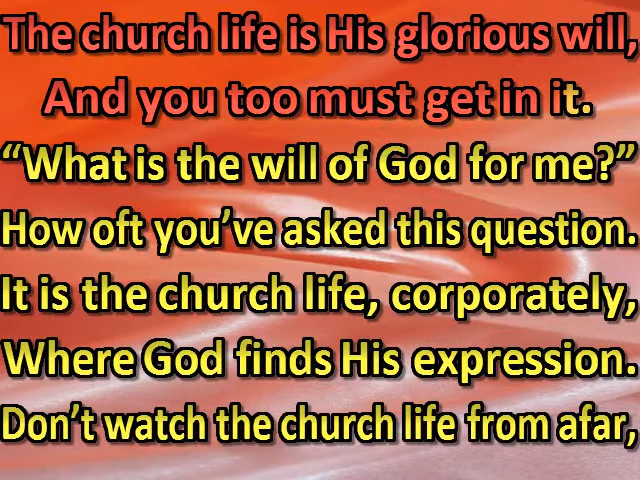 The church life is His glorious will,
And you too must get in it.
“What is the will of God for me?”
How oft you’ve asked this question.
It is the church life, corporately,
Where God finds His expression.
Don’t watch the church life from afar,